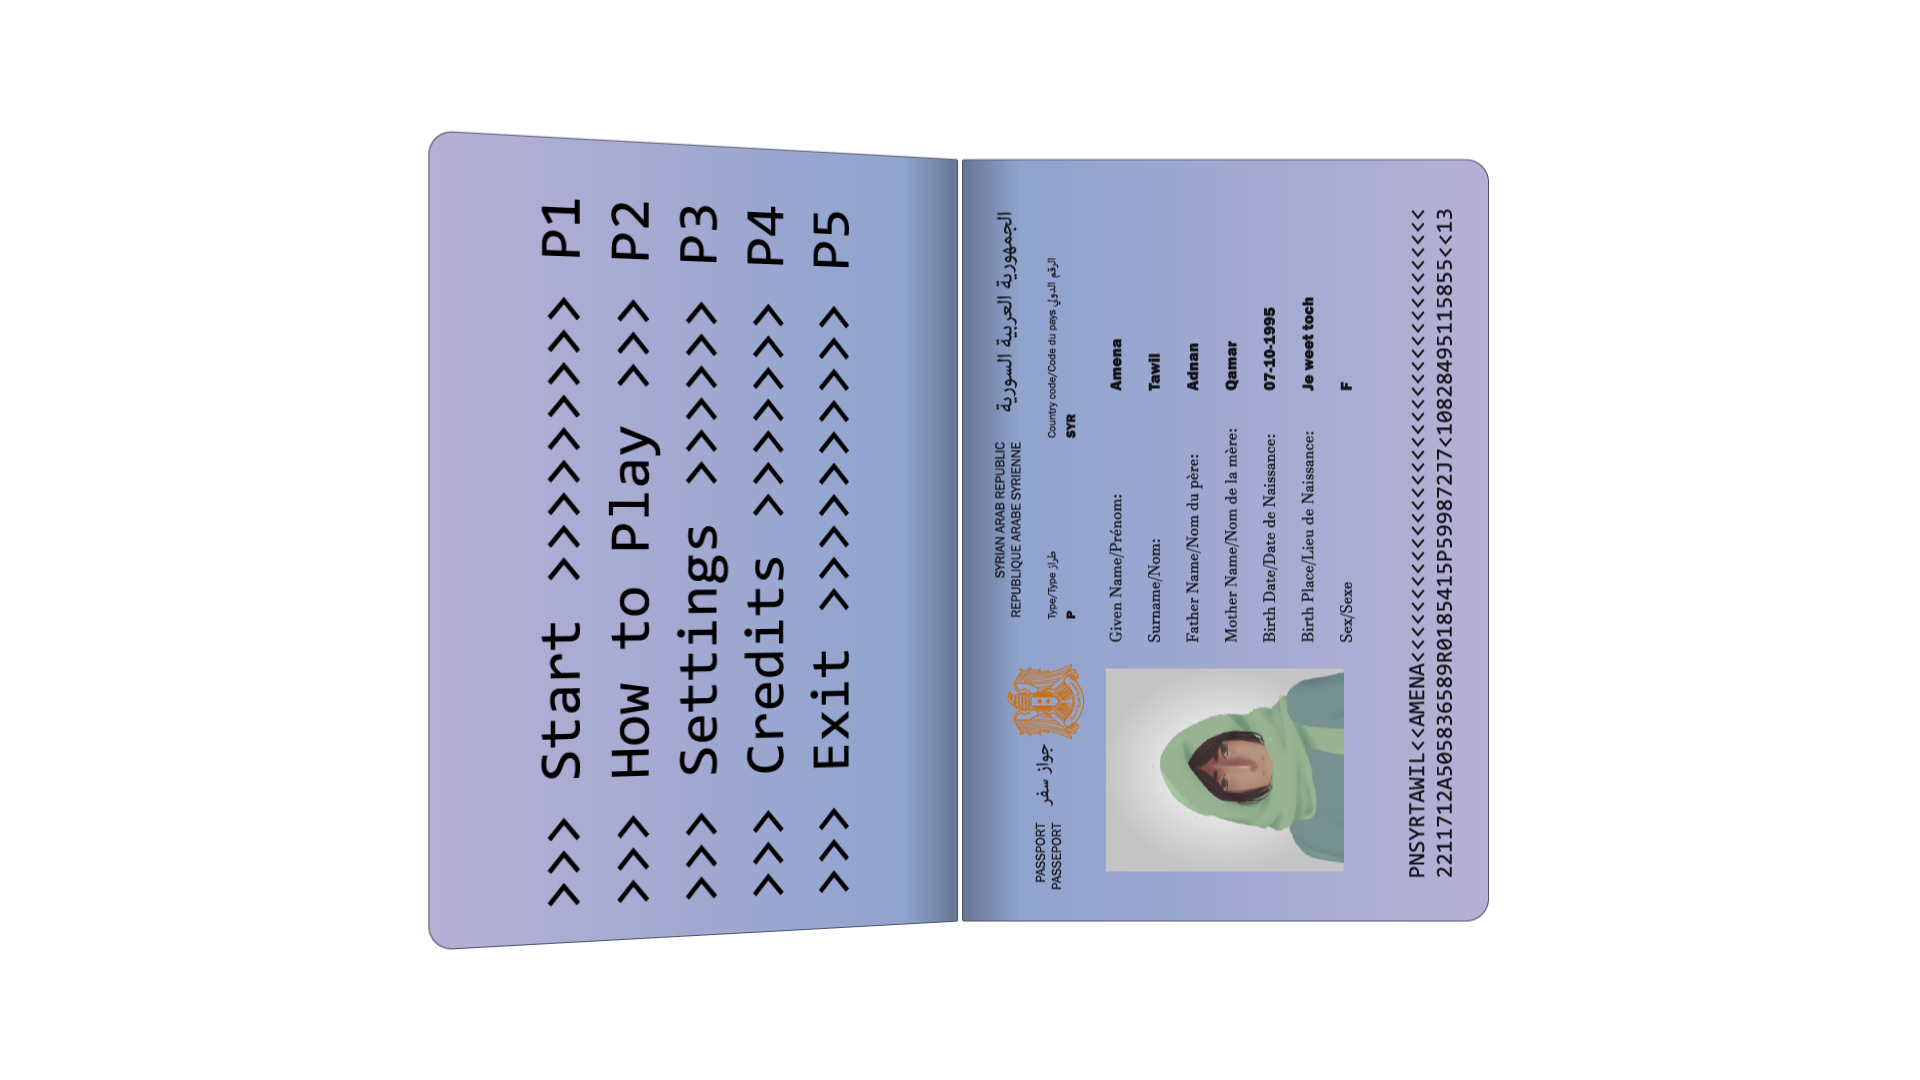 >>> Start >>>>>>>>> P1
>>> How to Play >>> P2
>>> Settings >>>>>> P3
>>> Credits >>>>>>> P4
>>> Exit >>>>>>>>>> P5
PASSPORT
PASSEPORT
جواز سفر
SYRIAN ARAB REPUBLIC
REPUBLIQUE ARABE SYRIENNE
الجمهورية العربية السورية
Type/Type طراز
P
Country code/Code du pays الرقم الدولي
SYR
Given Name/Prénom: Amena
Surname/Nom: Tawil
Father Name/Nom du père: Adnan
Mother Name/Nom de la mère: Qamar
Birth Date/Date de Naissance: 07-10-1995
Birth Place/Lieu de Naissance: Je weet toch
Sex/Sexe F
PNSYRTAWIL<<AMENA<<<<<<<<<<<<<<<<<<<<<<<<<<<<<<<<<<<
2211712A5058365 89R0185415P599872J7<1082849511 5855<<13